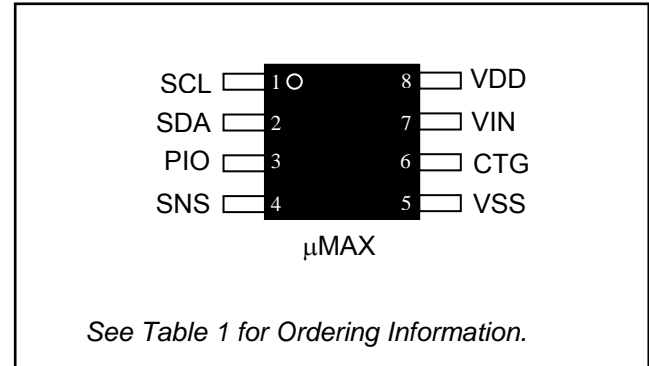 SCL 1 8 VDD
SDA 2 7 VIN
PIO 3 6 CTG
SNS 4 5 VSS
μMAX
See Table 1 for Ordering Information.